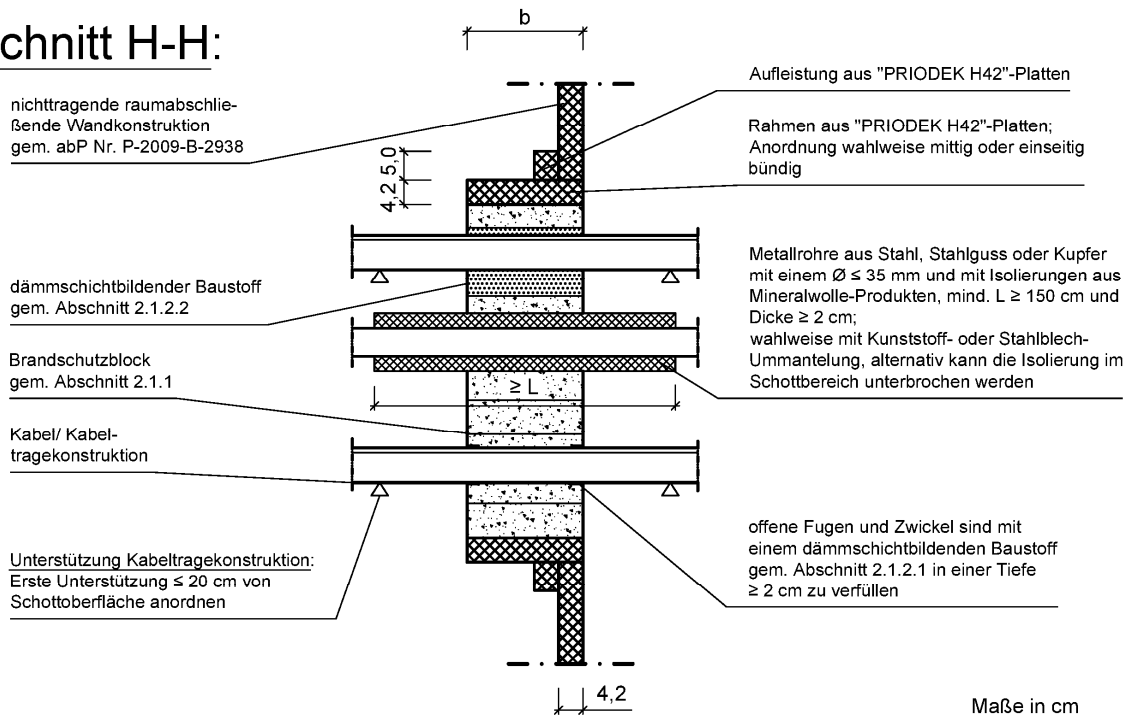 chnitt H-H:
b
nichttragende raumabschlie-
ßende Wandkonstruktion
gem. abP Nr. P-2009-B-2938
Aufleistung aus "PRIODEK H42"-Platten
Rahmen aus "PRIODEK H42"-Platten;
Anordnung wahlweise mittig oder einseitig
bündig
5,0
4,2
dämmschichtbildender Baustoff
gem. Abschnitt 2.1.2.2
Metallrohre aus Stahl, Stahlguss oder Kupfer
mit einem Ø ≤ 35 mm und mit Isolierungen aus
Mineralwolle-Produkten, mind. L ≥ 150 cm und
Dicke ≥ 2 cm;
wahlweise mit Kunststoff- oder Stahlblech-
Ummantelung, alternativ kann die Isolierung im
Schottbereich unterbrochen werden
Brandschutzblock
gem. Abschnitt 2.1.1
≥ L
Kabel/ Kabel-
tragekonstruktion
Unterstützung Kabeltragekonstruktion:
Erste Unterstützung ≤ 20 cm von
Schottoberfläche anordnen
offene Fugen und Zwickel sind mit
einem dämmschichtbildenden Baustoff
gem. Abschnitt 2.1.2.1 in einer Tiefe
≥ 2 cm zu verfüllen
4,2
Maße in cm